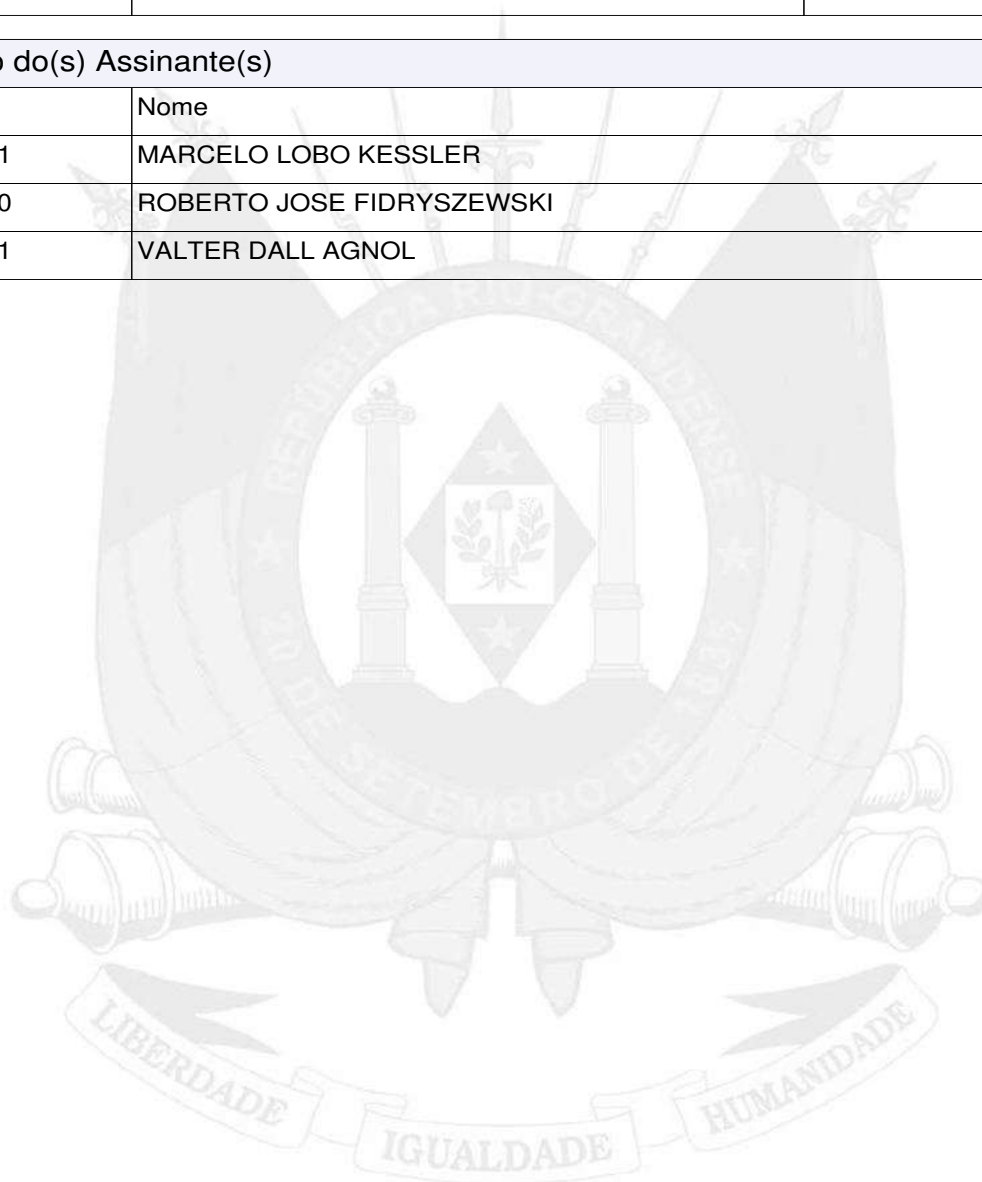 o do(s) Assinante(s)
Nome
1 MARCELO LOBO KESSLER
0 ROBERTO JOSE FIDRYSZEWSKI
1 VALTER DALL AGNOL
REPÚBLICA RIO-GRANDENSE
20 DE SETEMBRO DE 1835
LIBERDADE IGUALDADE HUMANIDADE